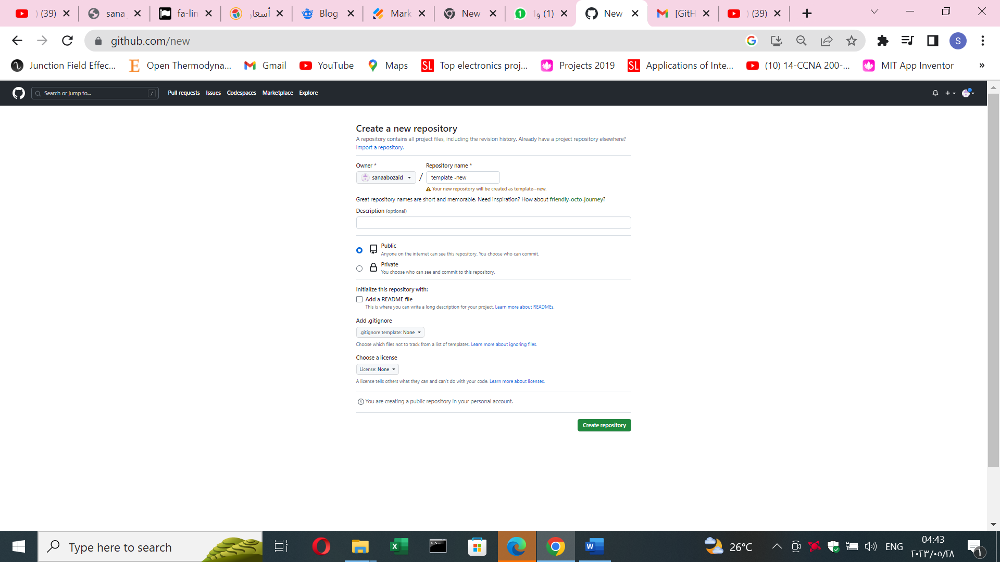 (39)
sana
fa-lin
أسعار
Blog
Mark
New
(1) وا
New
[GitH
(39)
github.com/new
S
Junction Field Effec...
Open Thermodyna...
Gmail
YouTube
Maps
SL Top electronics proj...
Projects 2019
SL Applications of Inte...
(10) 14-CCNA 200-...
MIT App Inventor
»
Search or jump to... /
Pull requests Issues Codespaces Marketplace Explore
Create a new repository
A repository contains all project files, including the revision history. Already have a project repository elsewhere?
Import a repository.
Owner * Repository name *
sanaabozaid / template -new
Your new repository will be created as template--new.
Great repository names are short and memorable. Need inspiration? How about friendly-octo-journey?
Description (optional)
Public
Anyone on the internet can see this repository. You choose who can commit.
Private
You choose who can see and commit to this repository.
Initialize this repository with:
Add a README file
This is where you can write a long description for your project. Learn more about READMEs.
Add .gitignore
.gitignore template: None
Choose which files not to track from a list of templates. Learn more about ignoring files.
Choose a license
License: None
A license tells others what they can and can't do with your code. Learn more about licenses.
You are creating a public repository in your personal account.
Create repository
Type here to search
26°C
ENG
04:43
٢٠٢٣/٠٥/٢٨
١